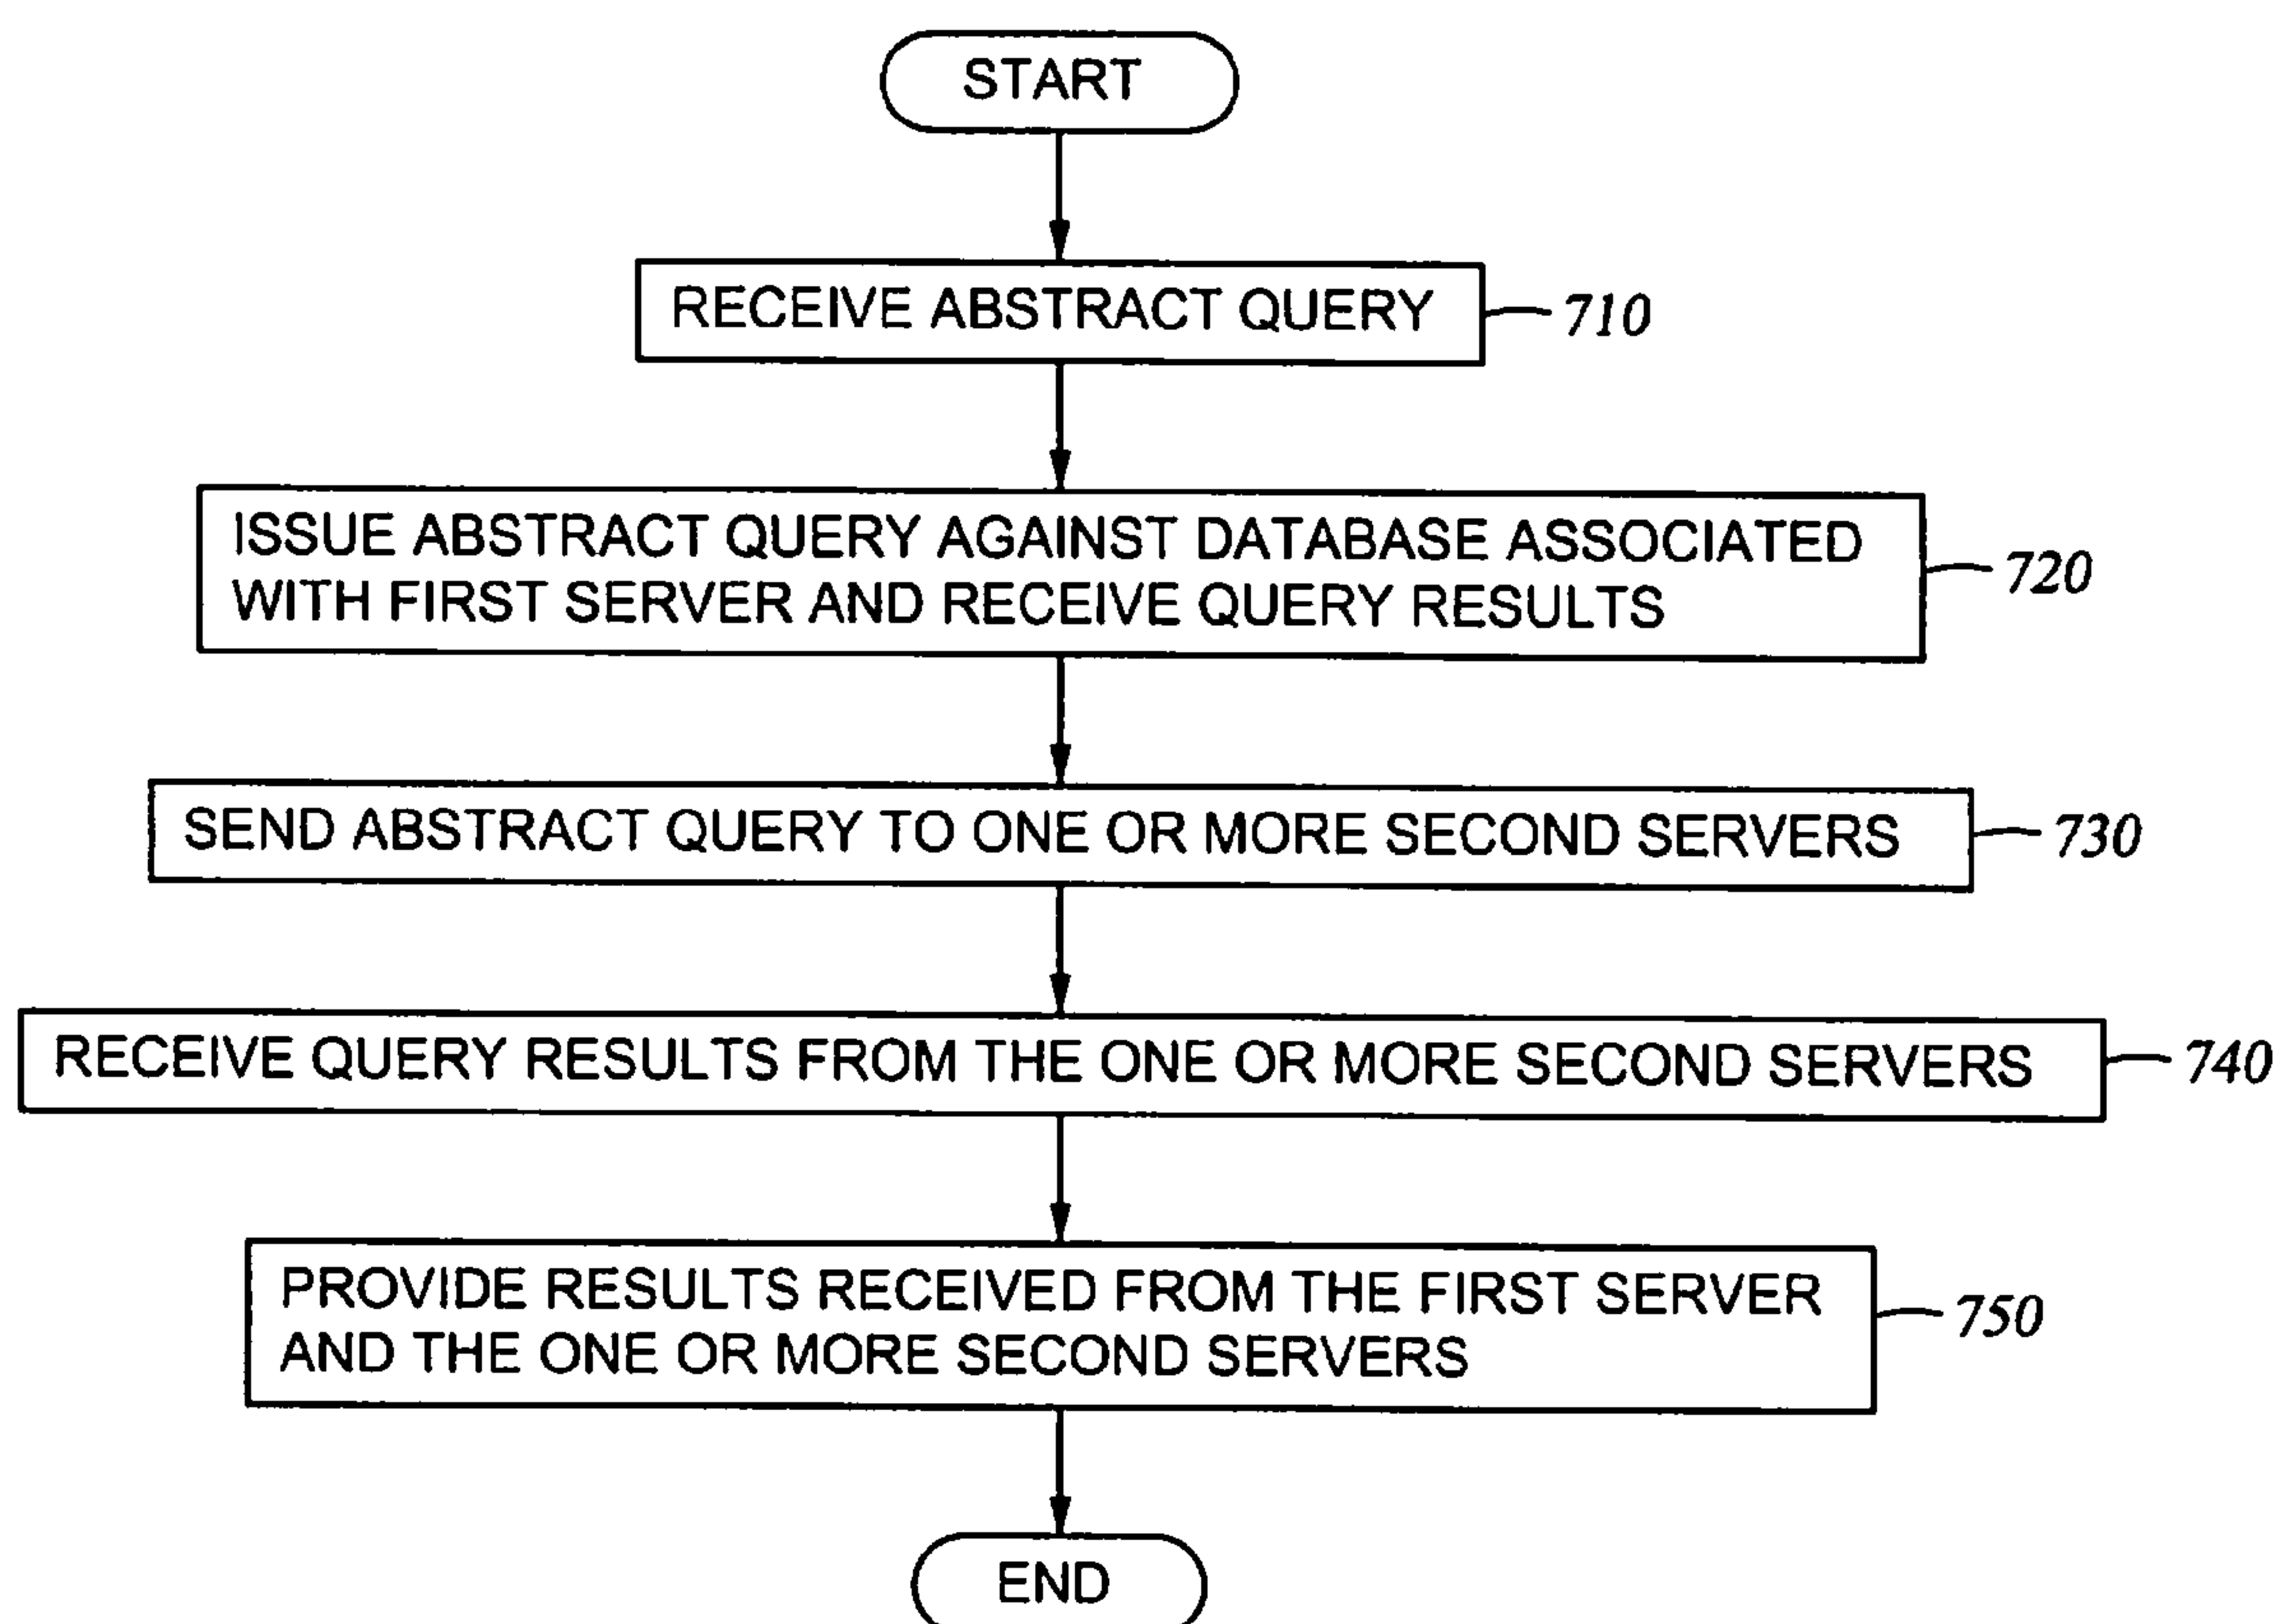 START
RECEIVE ABSTRACT QUERY
710
ISSUE ABSTRACT QUERY AGAINST DATABASE ASSOCIATED
WITH FIRST SERVER AND RECEIVE QUERY RESULTS
720
SEND ABSTRACT QUERY TO ONE OR MORE SECOND SERVERS
730
RECEIVE QUERY RESULTS FROM THE ONE OR MORE SECOND SERVERS
740
PROVIDE RESULTS RECEIVED FROM THE FIRST SERVER
AND THE ONE OR MORE SECOND SERVERS
750
END